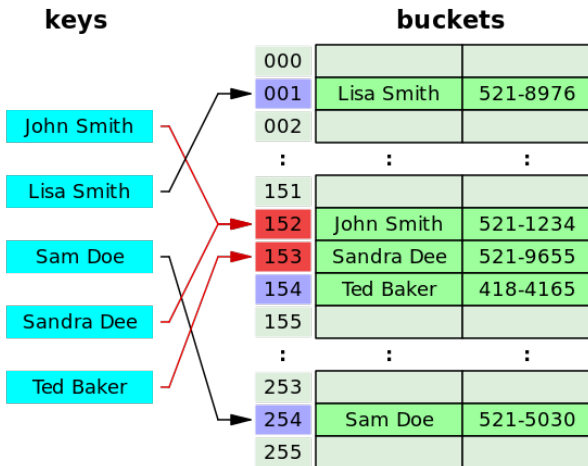 keys
buckets
000
001 Lisa Smith 521-8976
002
: : :
John Smith
Lisa Smith
Sam Doe
Sandra Dee
Ted Baker
151
152 John Smith 521-1234
153 Sandra Dee 521-9655
154 Ted Baker 418-4165
155
: : :
253
254 Sam Doe 521-5030
255